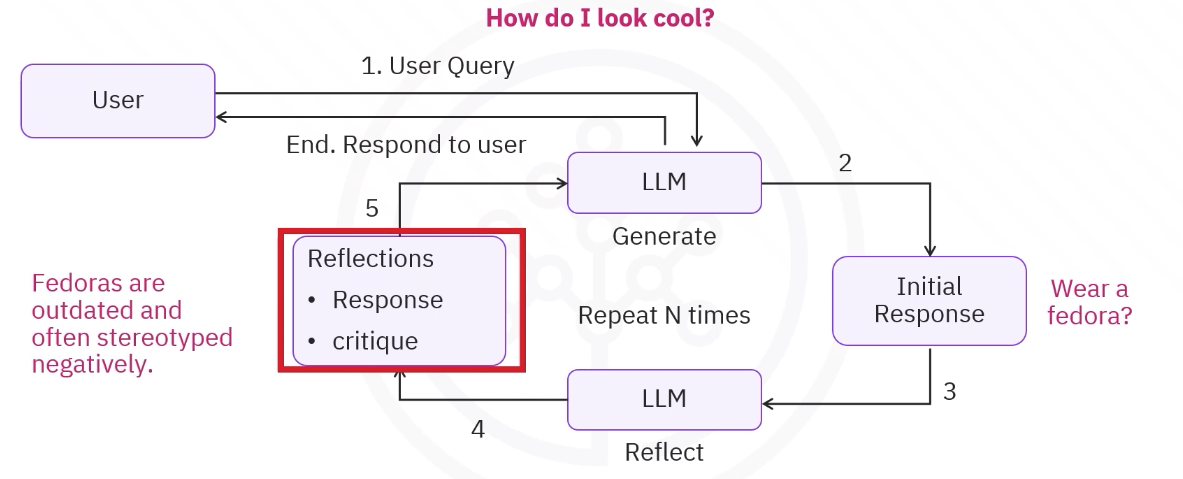 How do I look cool?
1. User Query
User
End. Respond to user
LLM
2
5
Generate
Reflections
• Response
• critique
Fedoras are
outdated and
often stereotyped
negatively.
Repeat N times
Initial
Response
Wear a
fedora?
LLM
3
4
Reflect